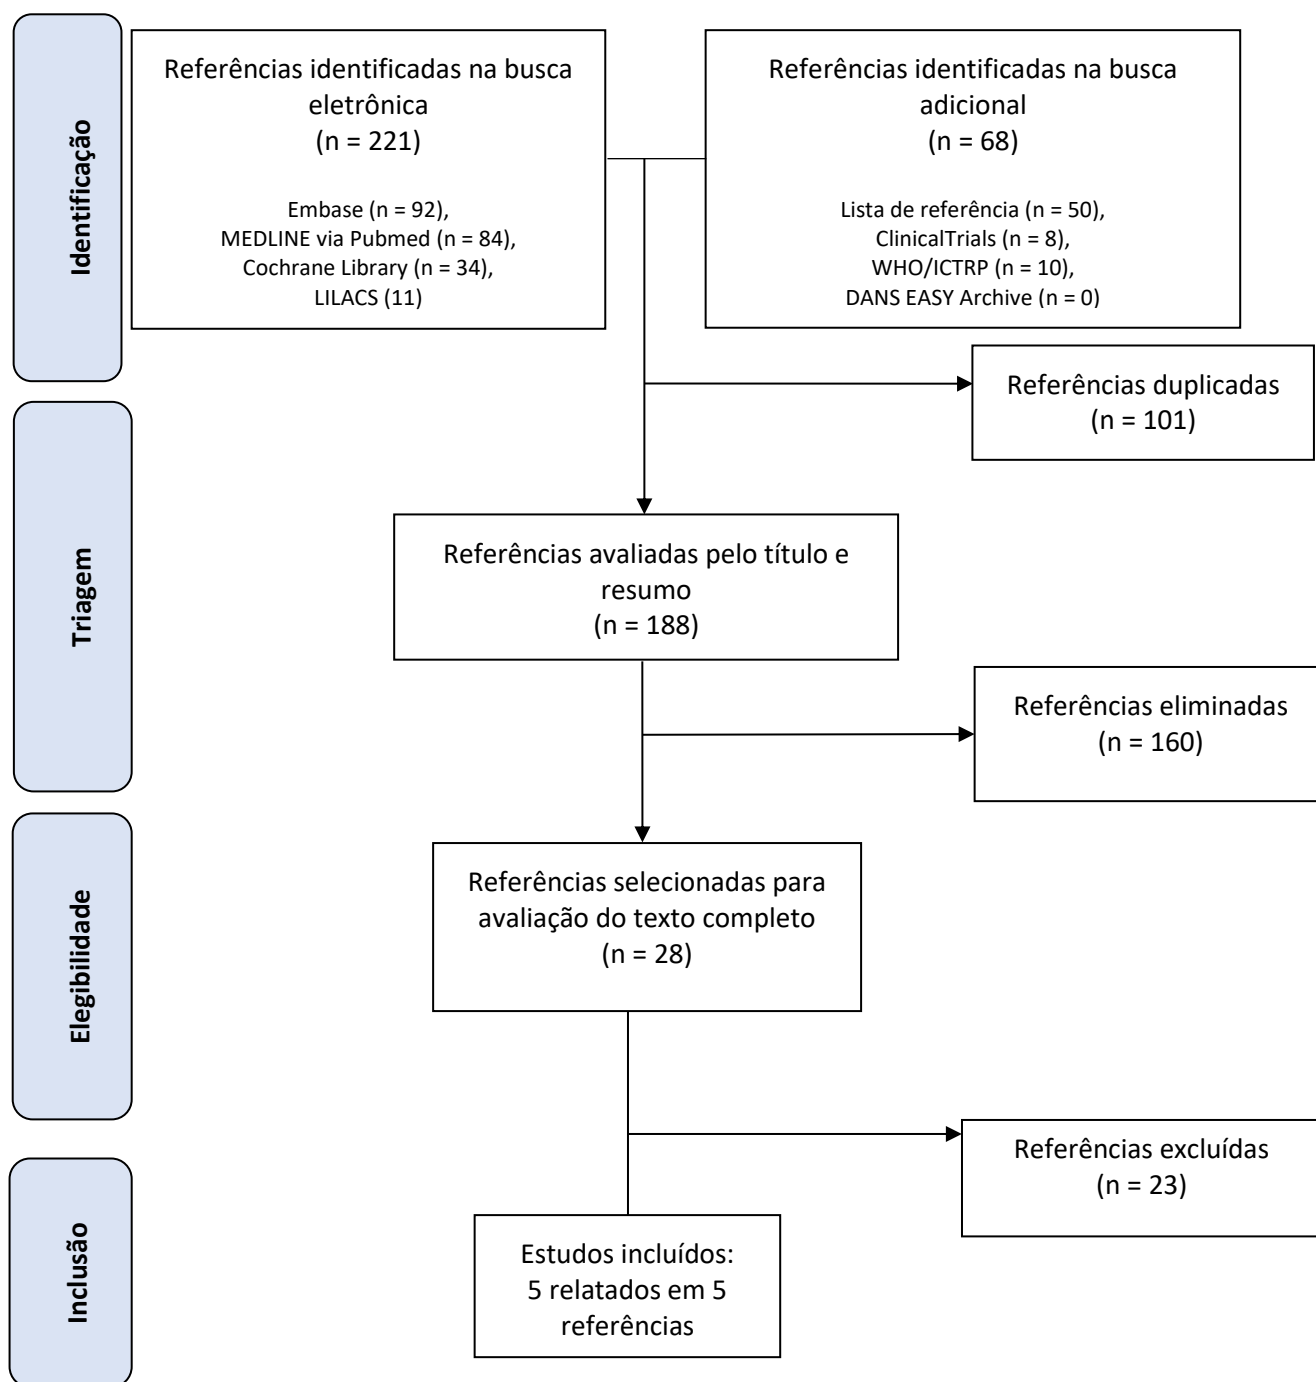 Identificação
Referências identificadas na busca
eletrônica
(n = 221)
Embase (n = 92),
MEDLINE via Pubmed (n = 84),
Cochrane Library (n = 34),
LILACS (11)
Referências identificadas na busca
adicional
(n = 68)
Lista de referência (n = 50),
ClinicalTrials (n = 8),
WHO/ICTRP (n = 10),
DANS EASY Archive (n = 0)
Referências duplicadas
(n = 101)
Triagem
Referências avaliadas pelo título e
resumo
(n = 188)
Referências eliminadas
(n = 160)
Elegibilidade
Referências selecionadas para
avaliação do texto completo
(n = 28)
Referências excluídas
(n = 23)
Inclusão
Estudos incluídos:
5 relatados em 5
referências